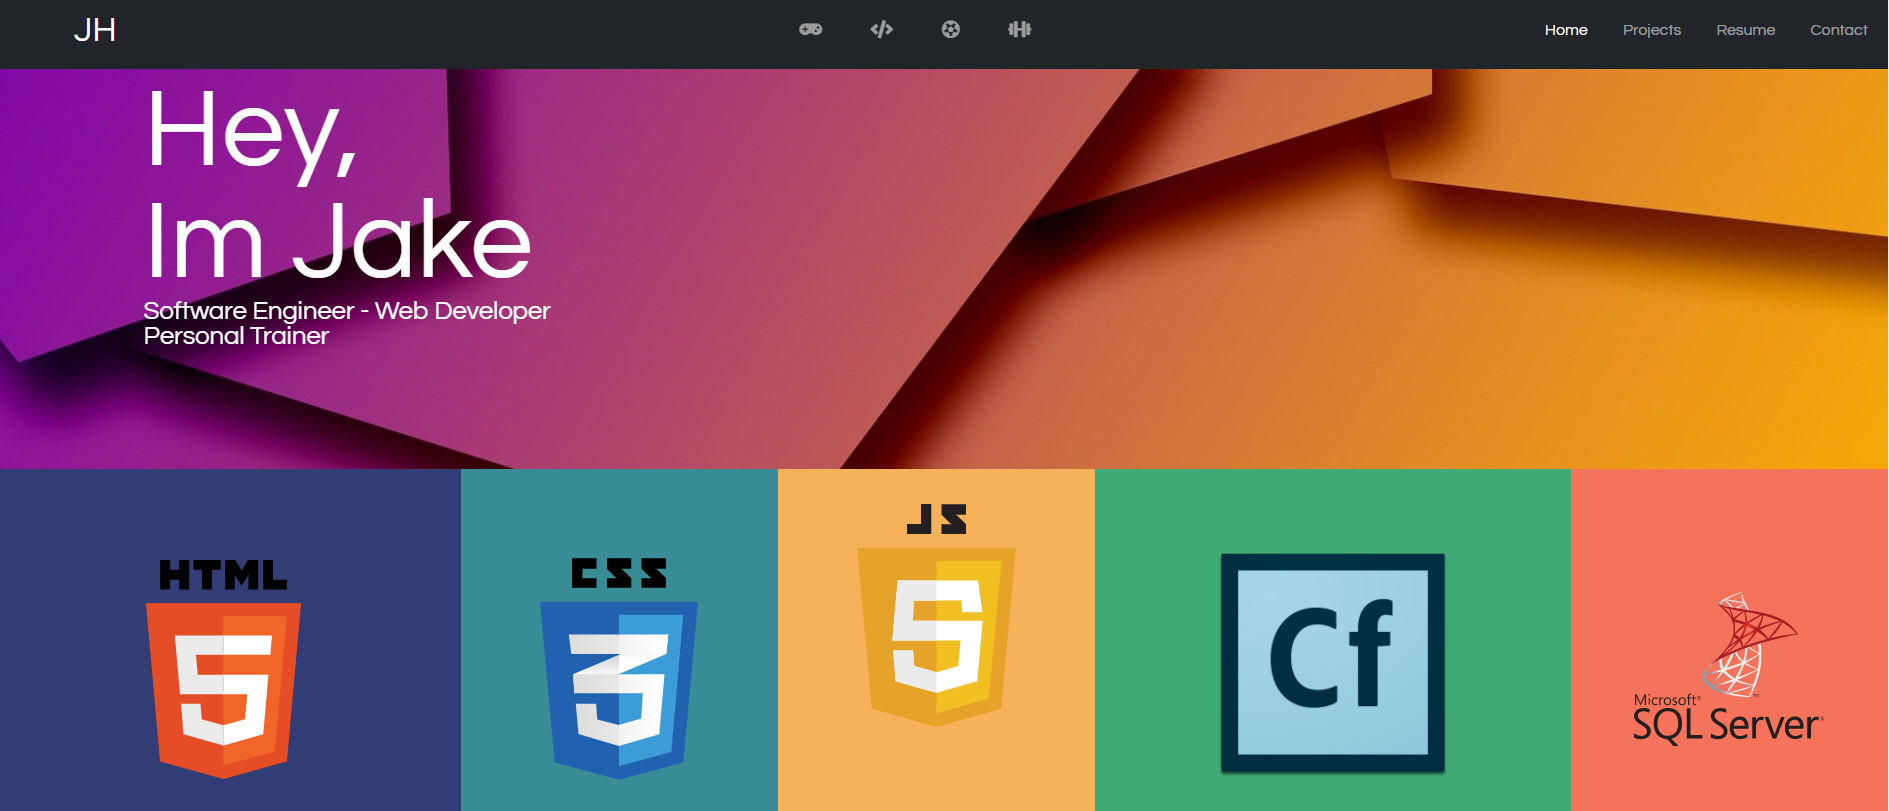 JH
Home Projects Resume Contact
Hey,
Im Jake
Software Engineer - Web Developer
Personal Trainer
HTML
5
CSS
3
JS
5
Cf
Microsoft®
SQL Server®